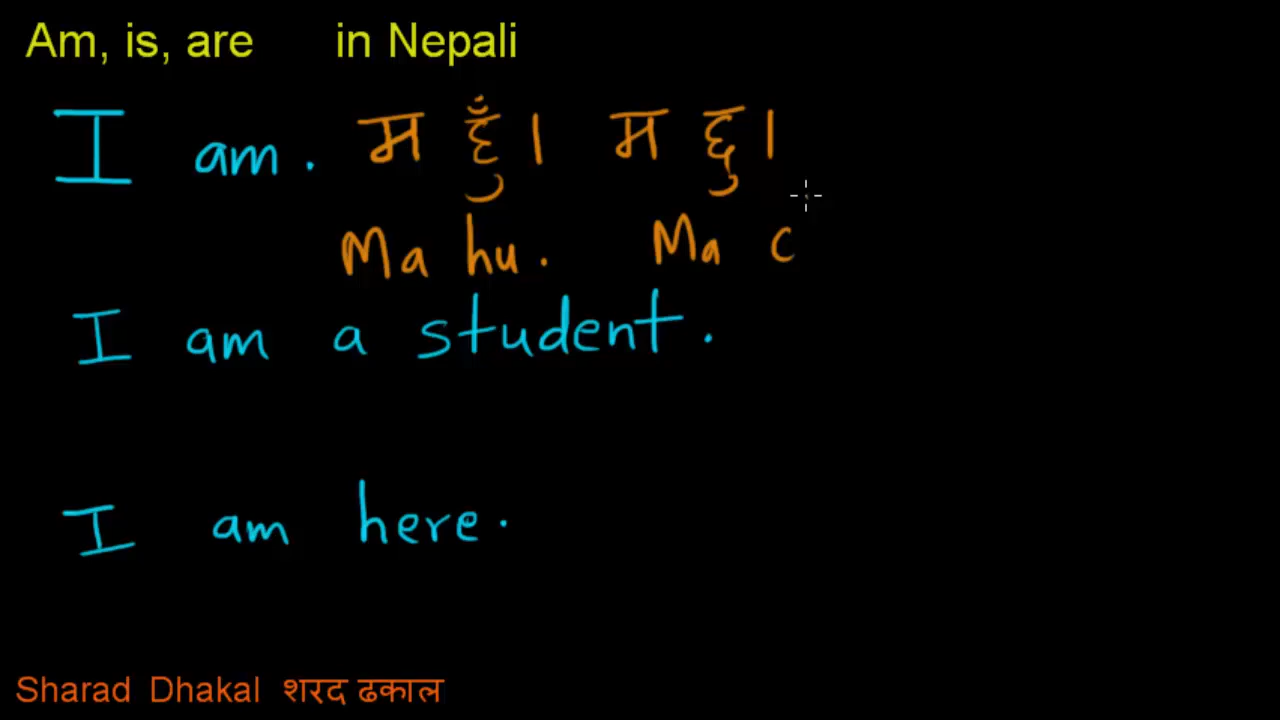 Am, is, are in Nepali
I am. म हुँ। म छु।
Ma hu. Ma c
I am a student.
I am here.
Sharad Dhakal शरद ढकाल